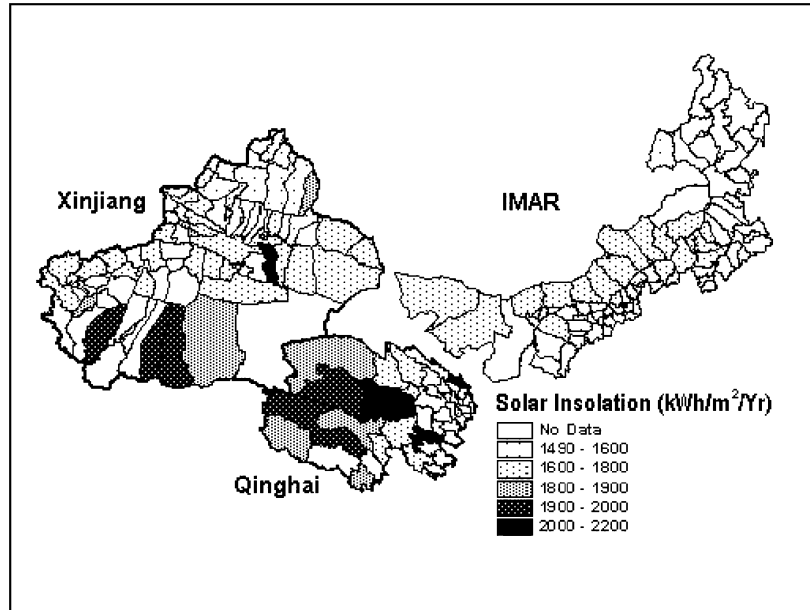 Xinjiang
IMAR
Qinghai
Solar Insolation (kWh/m²/Yr)
No Data
1490 - 1600
1600 - 1800
1800 - 1900
1900 - 2000
2000 - 2200